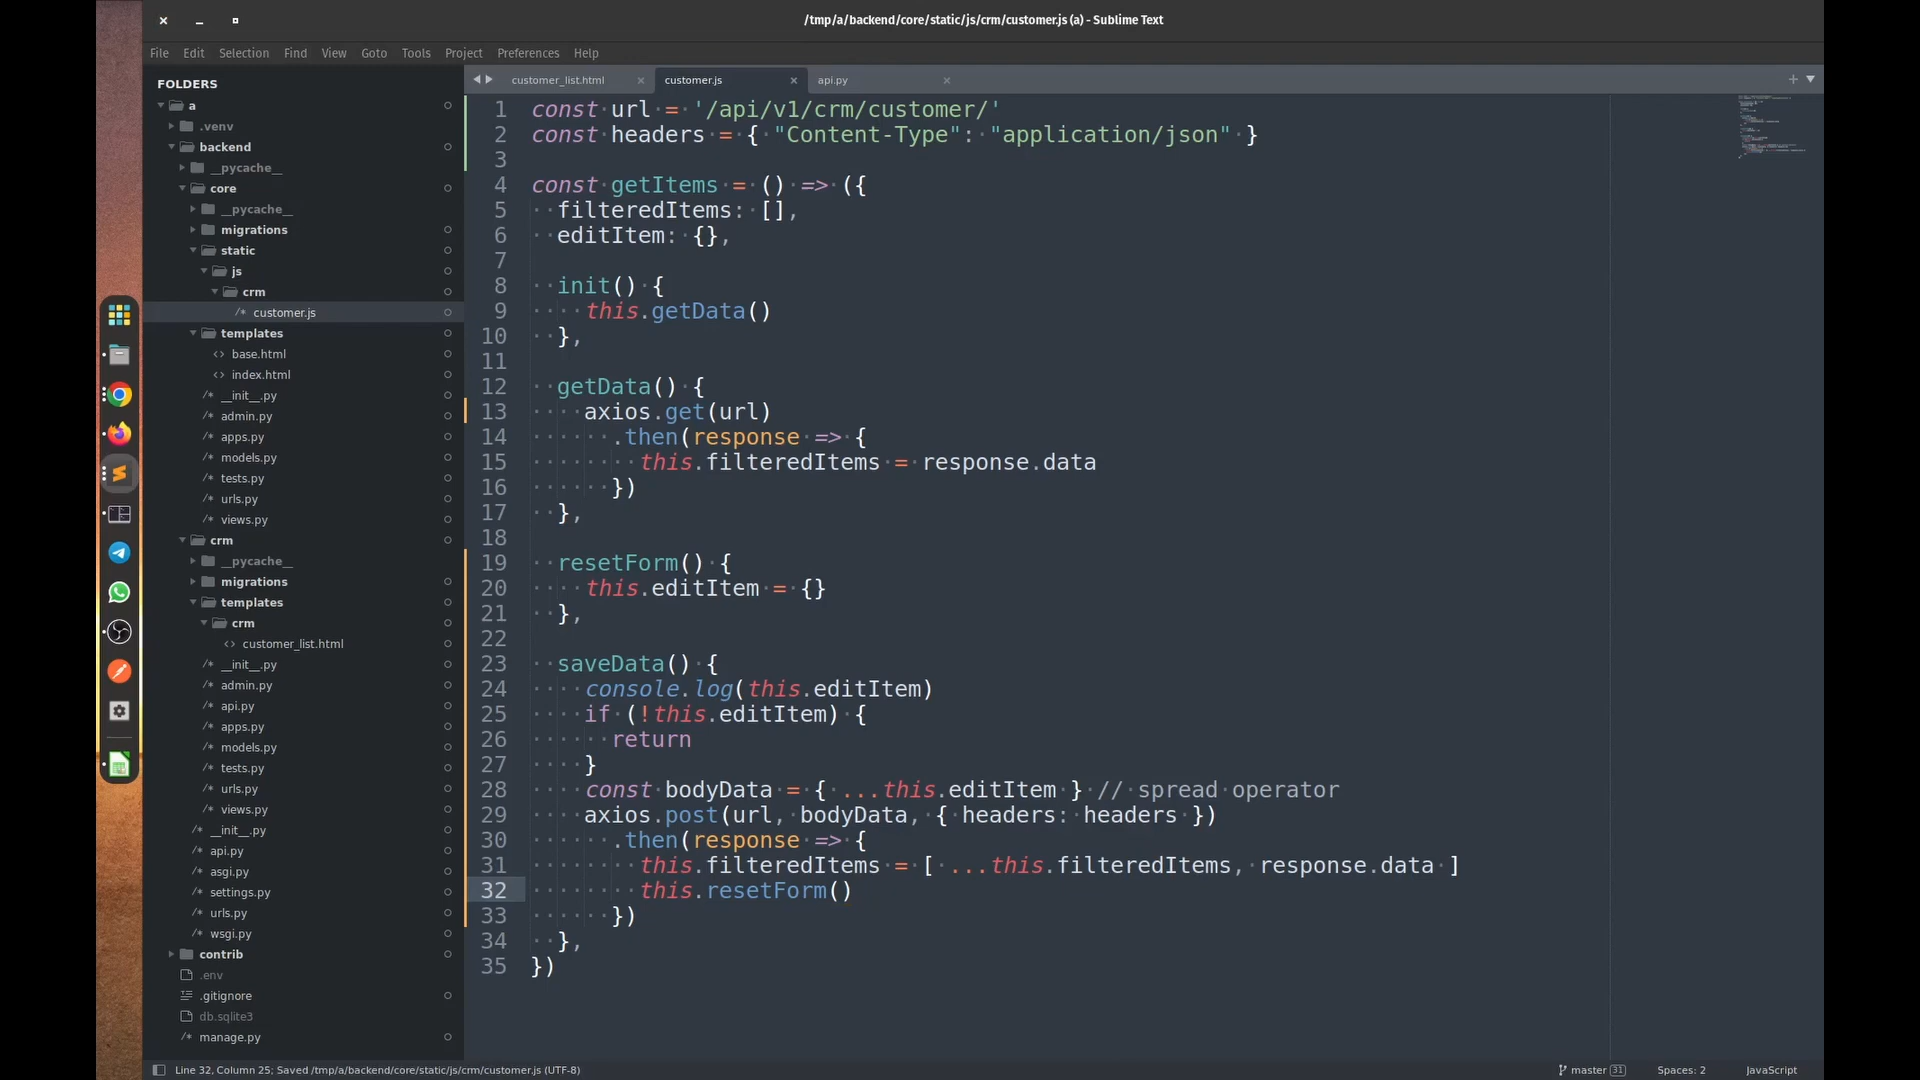 /tmp/a/backend/core/static/js/crm/customer.js (a) - Sublime Text
File Edit Selection Find View Goto Tools Project Preferences Help
FOLDERS
a
.venv
backend
__pycache__
core
__pycache__
migrations
static
js
crm
/* customer.js
templates
<> base.html
<> index.html
/* __init__.py
/* admin.py
/* apps.py
/* models.py
/* tests.py
/* urls.py
/* views.py
crm
__pycache__
migrations
templates
crm
<> customer_list.html
/* __init__.py
/* admin.py
/* api.py
/* apps.py
/* models.py
/* tests.py
/* urls.py
/* views.py
/* __init__.py
/* api.py
/* asgi.py
/* settings.py
/* urls.py
/* wsgi.py
contrib
.env
.gitignore
db.sqlite3
/* manage.py
customer_list.html customer.js api.py
1 const url = '/api/v1/crm/customer/'
2 const headers = { "Content-Type": "application/json" }
3
4 const getItems = () => ({
5 filteredItems: [],
6 editItem: {},
7
8 init() {
9 this.getData()
10 },
11
12 getData() {
13 axios.get(url)
14 .then(response => {
15 this.filteredItems = response.data
16 })
17 },
18
19 resetForm() {
20 this.editItem = {}
21 },
22
23 saveData() {
24 console.log(this.editItem)
25 if (!this.editItem) {
26 return
27 }
28 const bodyData = { ...this.editItem } // spread operator
29 axios.post(url, bodyData, { headers: headers })
30 .then(response => {
31 this.filteredItems = [ ...this.filteredItems, response.data ]
32 this.resetForm()
33 })
34 },
35 })
Line 32, Column 25; Saved /tmp/a/backend/core/static/js/crm/customer.js (UTF-8) master 31 Spaces: 2 JavaScript